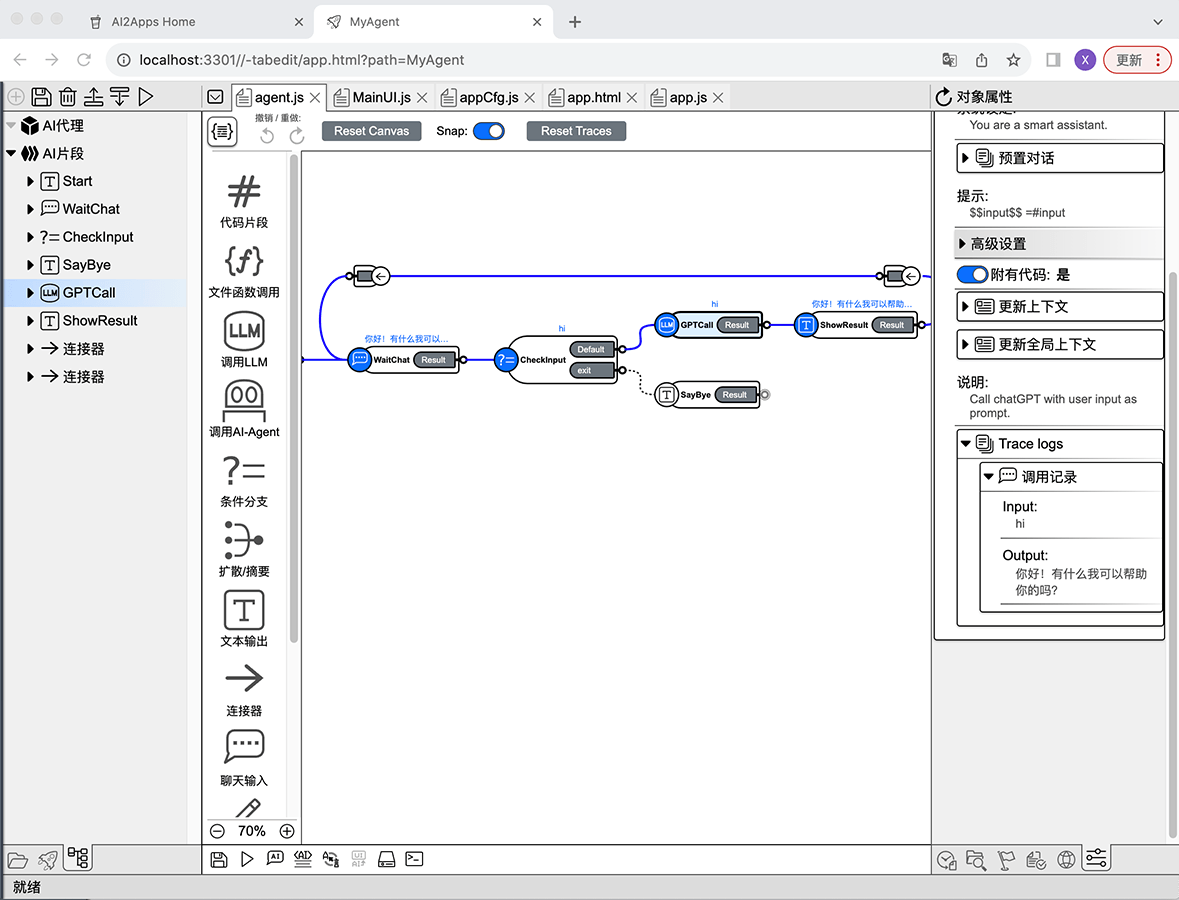 AI2Apps Home
MyAgent
localhost:3301//-tabedit/app.html?path=MyAgent
X
更新
agent.js
MainUI.js
appCfg.js
app.html
app.js
对象属性
AI代理
AI片段
Start
WaitChat
?= CheckInput
SayBye
LLM GPTCall
ShowResult
连接器
连接器
撤销 / 重做:
Reset Canvas
Snap:
Reset Traces
代码片段
文件函数调用
LLM
调用LLM
调用AI-Agent
?=
条件分支
扩散/摘要
T
文本输出
连接器
聊天输入
70%
你好！有什么我可以…
WaitChat
Result
hi
?=
CheckInput
Default
exit
hi
LLM
GPTCall
Result
你好！有什么我可以帮助…
T
ShowResult
Result
T
SayBye
Result
You are a smart assistant.
预置对话
提示:
$$input$$ =#input
高级设置
附有代码: 是
更新上下文
更新全局上下文
说明:
Call chatGPT with user input as
prompt.
Trace logs
调用记录
Input:
hi
Output:
你好！有什么我可以帮助
你的吗?
就绪